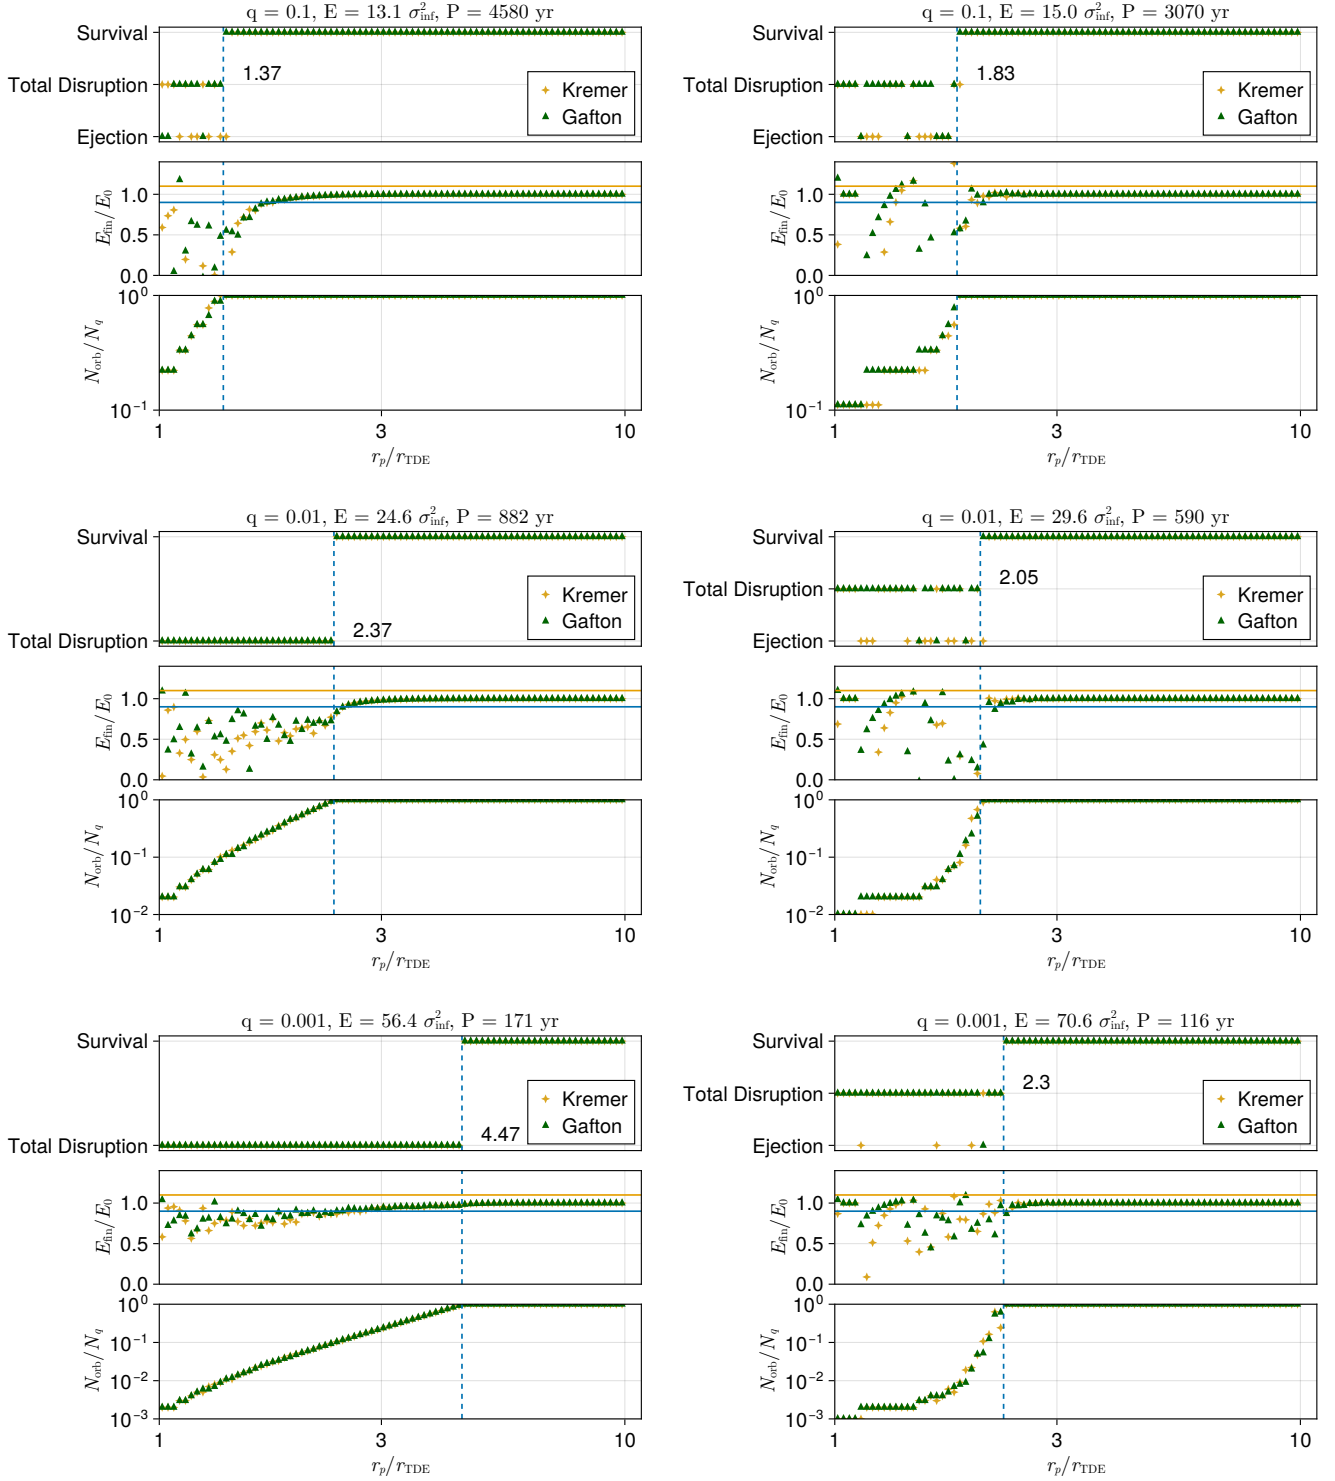 q = 0.1, E = 13.1 σ²inf, P = 4580 yr
Survival
Total Disruption
Ejection
1.37
Kremer
Gafton
Efin/E0
1.0
0.5
0.0
Norb/Nq
10⁰
10⁻¹
1
3
10
rp/rTDE
q = 0.1, E = 15.0 σ²inf, P = 3070 yr
Survival
Total Disruption
Ejection
1.83
Kremer
Gafton
Efin/E0
1.0
0.5
0.0
Norb/Nq
10⁰
10⁻¹
1
3
10
rp/rTDE
q = 0.01, E = 24.6 σ²inf, P = 882 yr
Survival
Total Disruption
2.37
Kremer
Gafton
Efin/E0
1.0
0.5
0.0
Norb/Nq
10⁰
10⁻¹
10⁻²
1
3
10
rp/rTDE
q = 0.01, E = 29.6 σ²inf, P = 590 yr
Survival
Total Disruption
Ejection
2.05
Kremer
Gafton
Efin/E0
1.0
0.5
0.0
Norb/Nq
10⁰
10⁻¹
10⁻²
1
3
10
rp/rTDE
q = 0.001, E = 56.4 σ²inf, P = 171 yr
Survival
Total Disruption
4.47
Kremer
Gafton
Efin/E0
1.0
0.5
0.0
Norb/Nq
10⁰
10⁻¹
10⁻²
10⁻³
1
3
10
rp/rTDE
q = 0.001, E = 70.6 σ²inf, P = 116 yr
Survival
Total Disruption
Ejection
2.3
Kremer
Gafton
Efin/E0
1.0
0.5
0.0
Norb/Nq
10⁰
10⁻¹
10⁻²
10⁻³
1
3
10
rp/rTDE